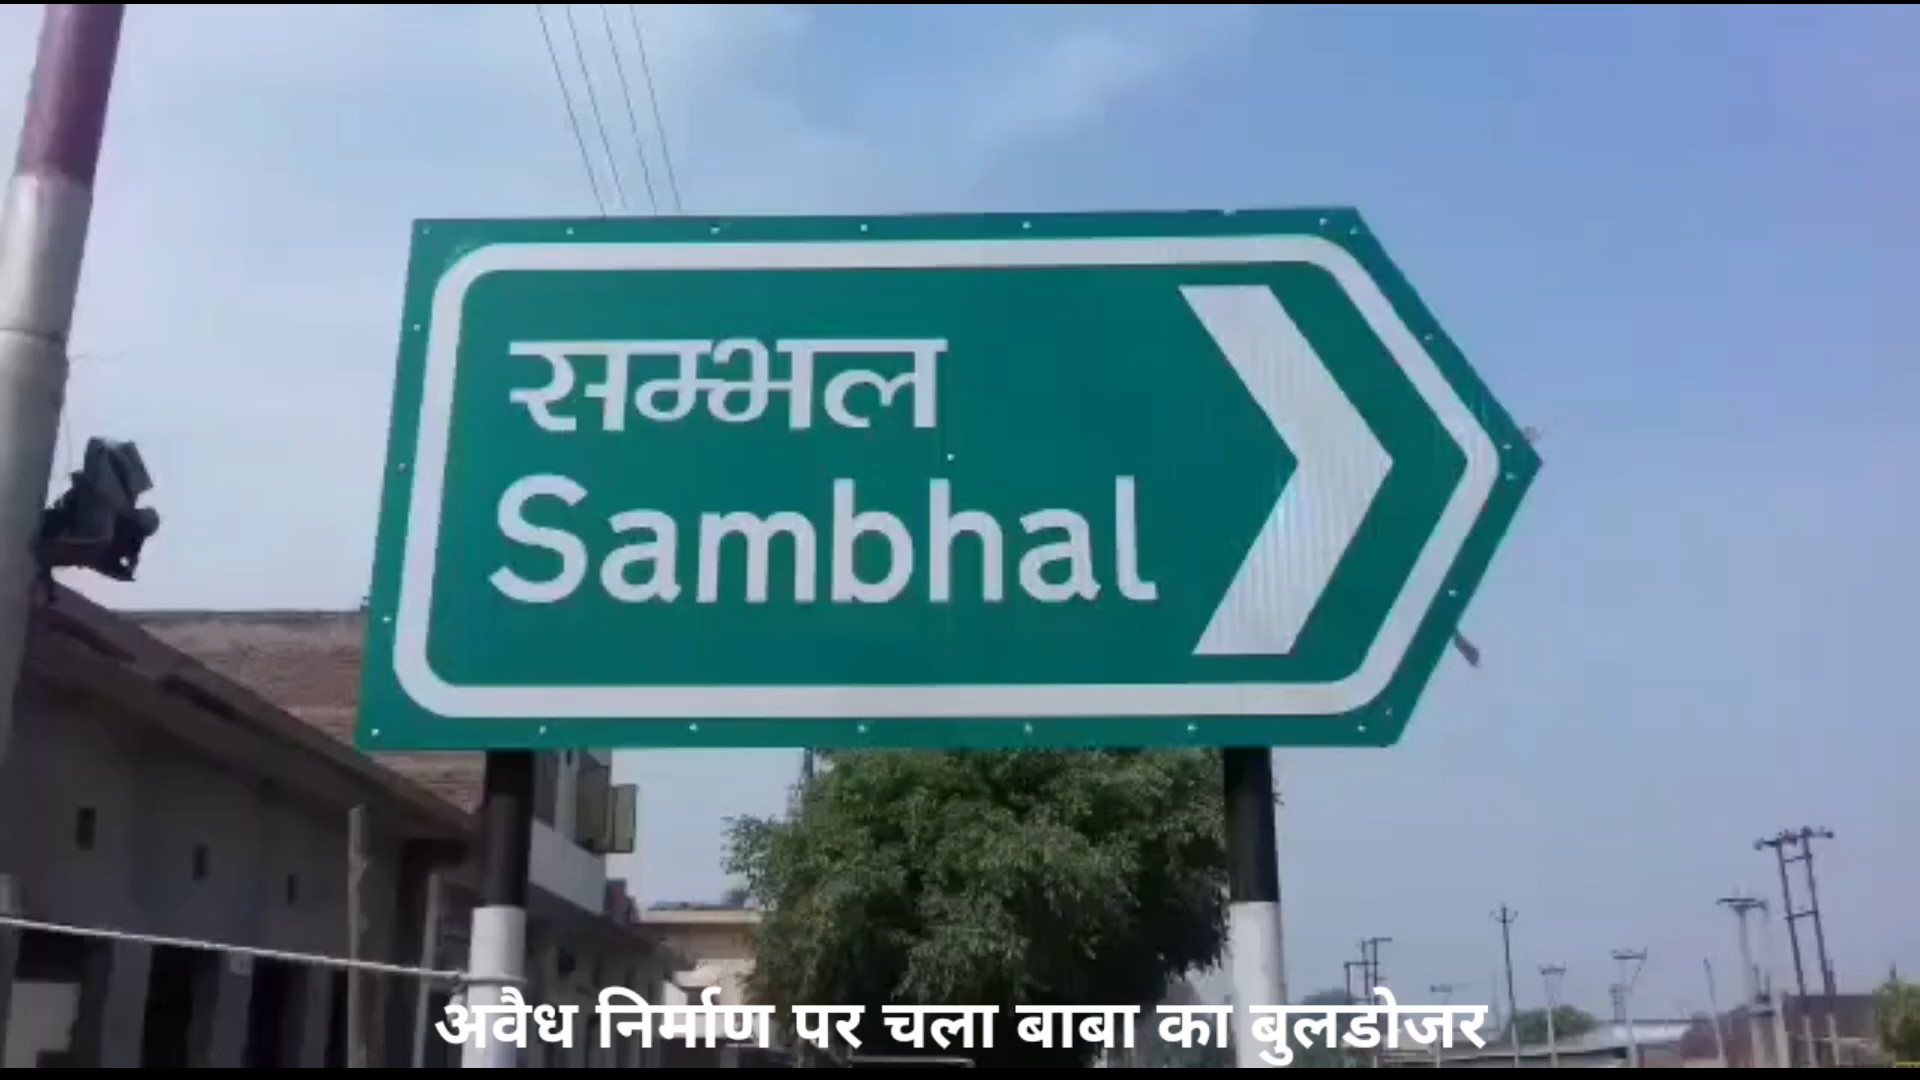 सम्भल
Sambhal
अवैध निर्माण पर चला बाबा का बुलडोजर